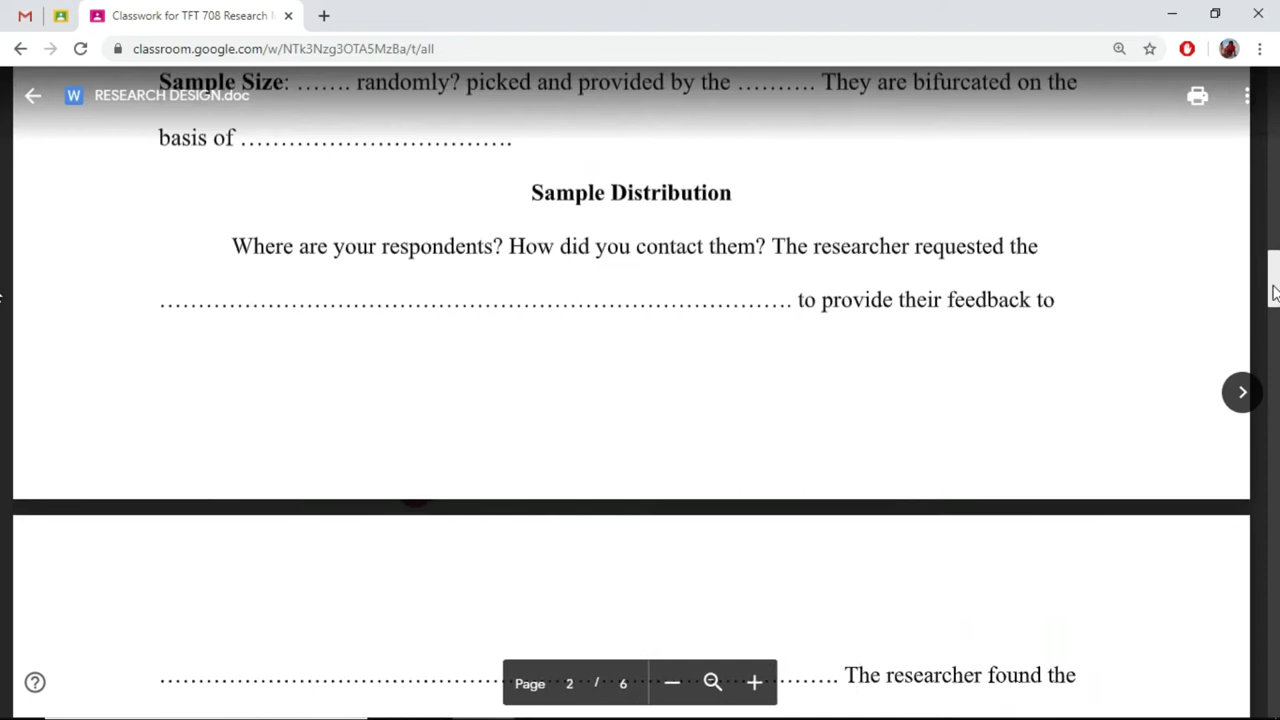 Classwork for TFT 708 Research
classroom.google.com/w/NTk3Nzg3OTA5MzBa/t/all
Sample Size: ……. randomly? picked and provided by the ………. They are bifurcated on the
RESEARCH DESIGN.doc
basis of …………………………….
Sample Distribution
Where are your respondents? How did you contact them? The researcher requested the
………………………………………………………………………. to provide their feedback to
………………………………………………………………………. The researcher found the
Page 2 / 6